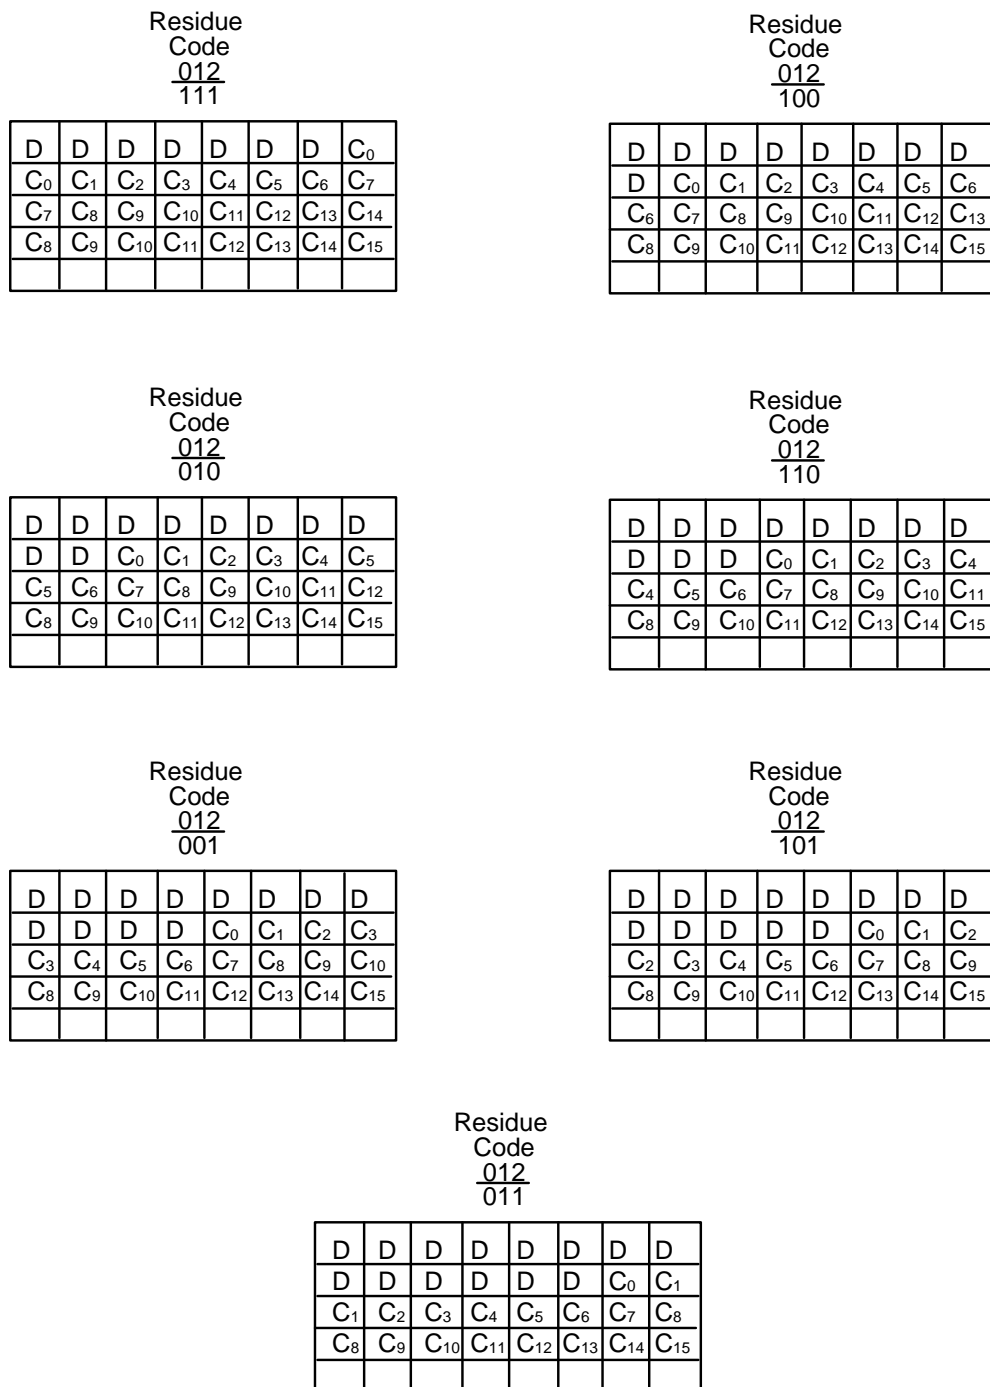 Residue
Code
012
111
D D D D D D D C₀
C₀ C₁ C₂ C₃ C₄ C₅ C₆ C₇
C₇ C₈ C₉ C₁₀ C₁₁ C₁₂ C₁₃ C₁₄
C₈ C₉ C₁₀ C₁₁ C₁₂ C₁₃ C₁₄ C₁₅
Residue
Code
012
100
D D D D D D D D
D C₀ C₁ C₂ C₃ C₄ C₅ C₆
C₆ C₇ C₈ C₉ C₁₀ C₁₁ C₁₂ C₁₃
C₈ C₉ C₁₀ C₁₁ C₁₂ C₁₃ C₁₄ C₁₅
Residue
Code
012
010
D D D D D D D D
D D C₀ C₁ C₂ C₃ C₄ C₅
C₅ C₆ C₇ C₈ C₉ C₁₀ C₁₁ C₁₂
C₈ C₉ C₁₀ C₁₁ C₁₂ C₁₃ C₁₄ C₁₅
Residue
Code
012
110
D D D D D D D D
D D D C₀ C₁ C₂ C₃ C₄
C₄ C₅ C₆ C₇ C₈ C₉ C₁₀ C₁₁
C₈ C₉ C₁₀ C₁₁ C₁₂ C₁₃ C₁₄ C₁₅
Residue
Code
012
001
D D D D D D D D
D D D D C₀ C₁ C₂ C₃
C₃ C₄ C₅ C₆ C₇ C₈ C₉ C₁₀
C₈ C₉ C₁₀ C₁₁ C₁₂ C₁₃ C₁₄ C₁₅
Residue
Code
012
101
D D D D D D D D
D D D D D C₀ C₁ C₂
C₂ C₃ C₄ C₅ C₆ C₇ C₈ C₉
C₈ C₉ C₁₀ C₁₁ C₁₂ C₁₃ C₁₄ C₁₅
Residue
Code
012
011
D D D D D D D D
D D D D D D C₀ C₁
C₁ C₂ C₃ C₄ C₅ C₆ C₇ C₈
C₈ C₉ C₁₀ C₁₁ C₁₂ C₁₃ C₁₄ C₁₅